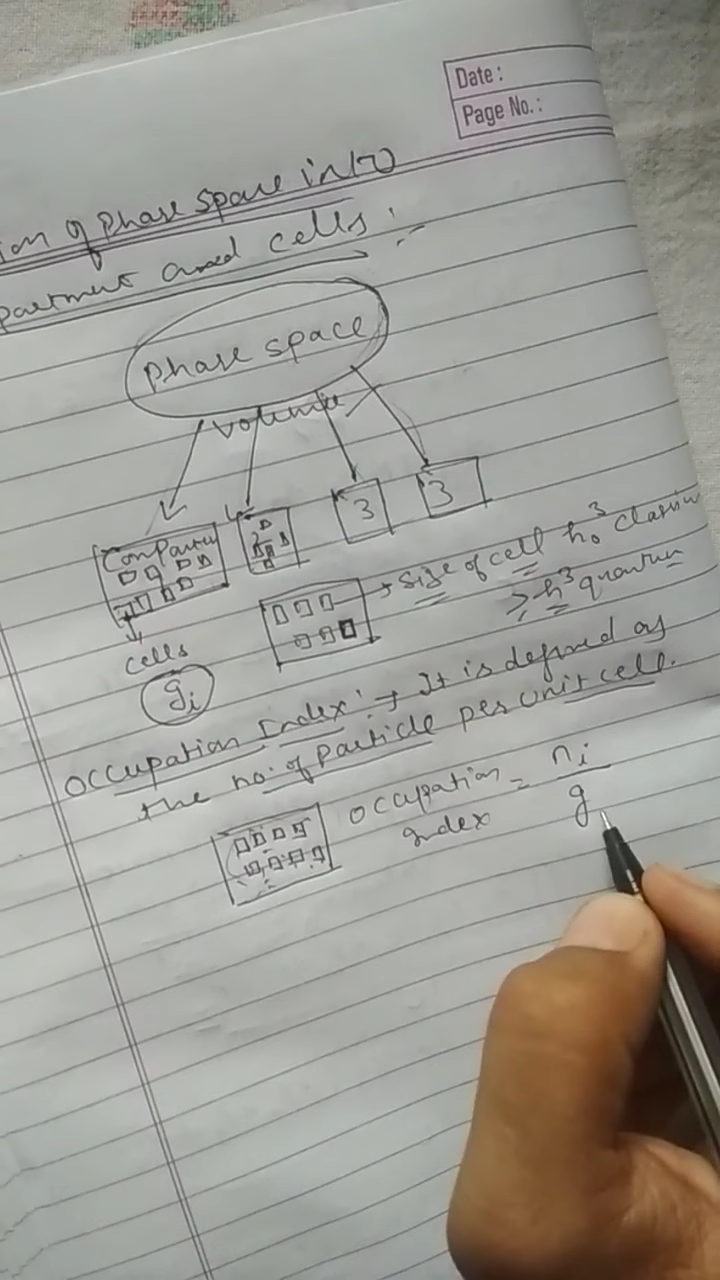 Date :
Page No. :
ion of Phase space into
partment and cells :-
Phase space
volume
3
3
cells
gi
→ size of cell h₀³ classical
≥ h³ quantum
Occupation Index :→ It is defined as
the no. of particle per unit cell.
Occupation Index = ni
g